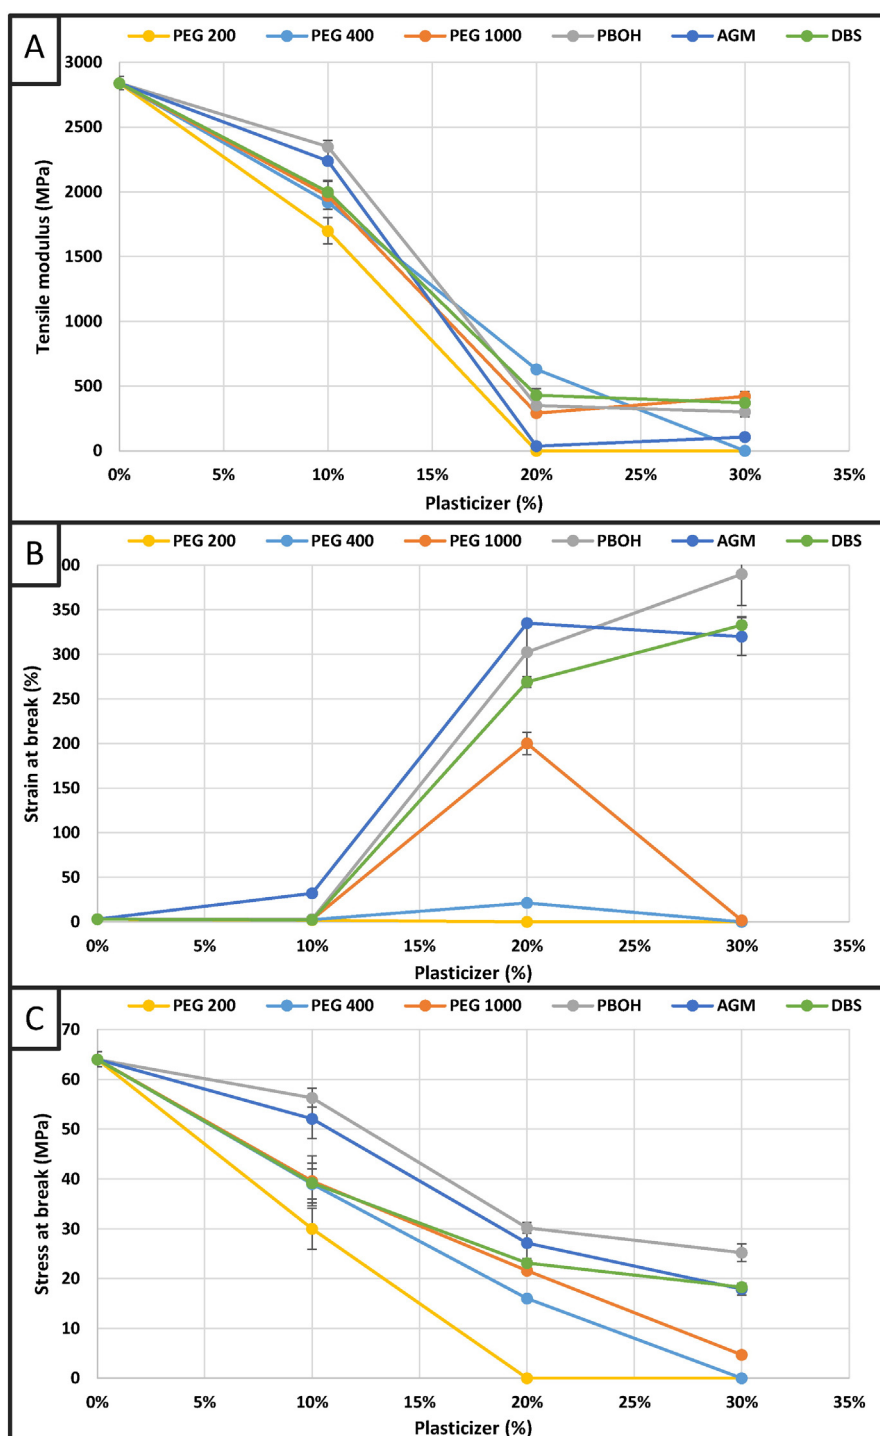 A
PEG 200 PEG 400 PEG 1000 PBOH AGM DBS
Tensile modulus (MPa)
3000
2500
2000
1500
1000
500
0
0% 5% 10% 15% 20% 25% 30% 35%
Plasticizer (%)
B
PEG 200 PEG 400 PEG 1000 PBOH AGM DBS
Strain at break (%)
00
350
300
250
200
150
100
50
0
0% 5% 10% 15% 20% 25% 30% 35%
Plasticizer (%)
C
PEG 200 PEG 400 PEG 1000 PBOH AGM DBS
Stress at break (MPa)
70
60
50
40
30
20
10
0
0% 5% 10% 15% 20% 25% 30% 35%
Plasticizer (%)